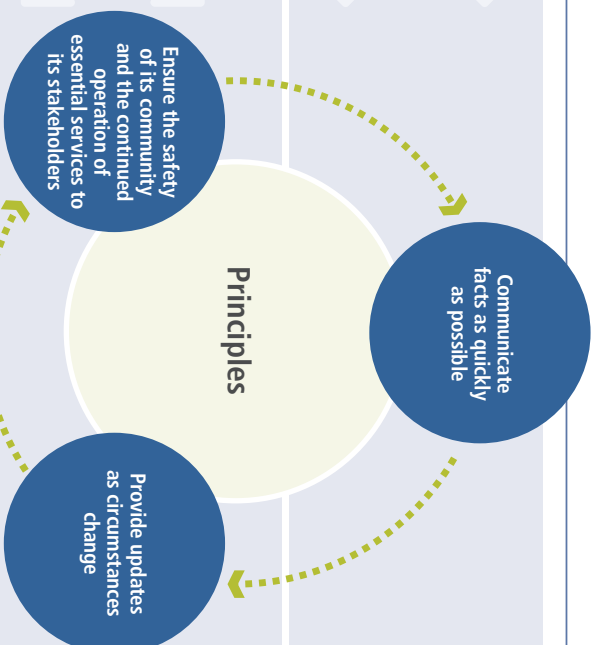 Communicate
facts as quickly
as possible
Principles
Ensure the safety
of its community
and the continued
operation of
essential services to
its stakeholders
Provide updates
as circumstances
change